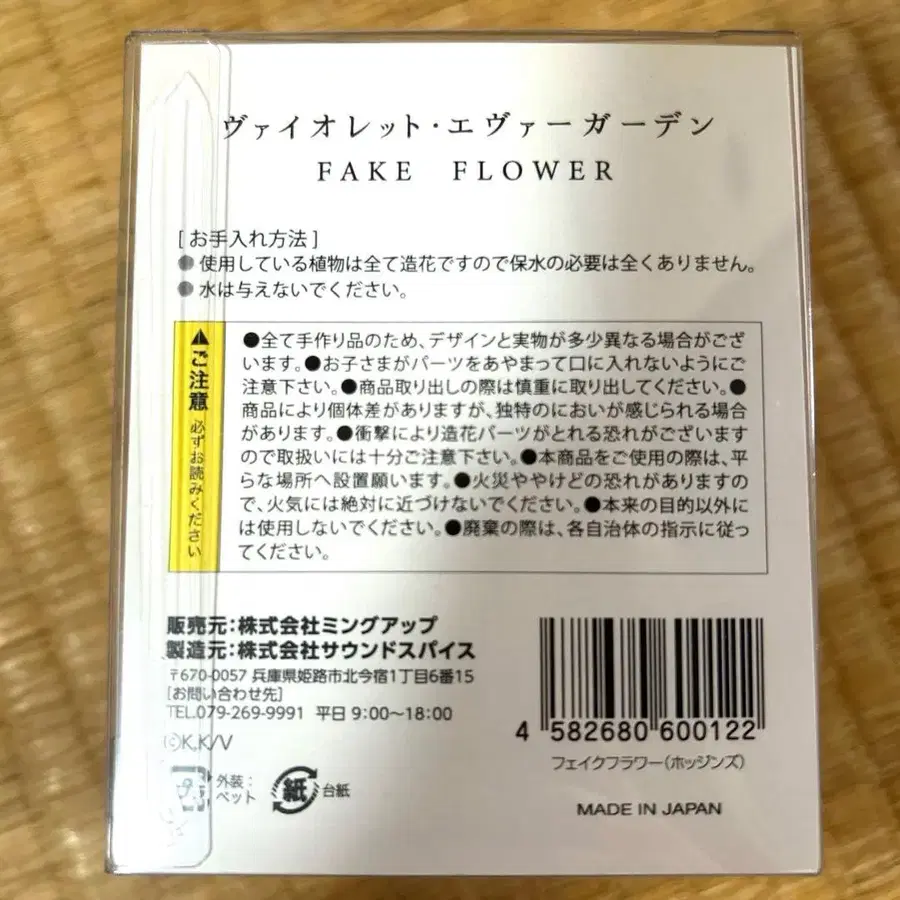 ヴァイオレット・エヴァーガーデン
FAKE FLOWER
[お手入れ方法]
●使用している植物は全て造花ですので保水の必要は全くありません。
●水は与えないでください。
⚠ご注意 必ずお読みください
●全て手作り品のため、デザインと実物が多少異なる場合がござ
います。●お子さまがパーツをあやまって口に入れないようにご
注意下さい。●商品取り出しの際は慎重に取り出してください。●
商品により個体差がありますが、独特のにおいが感じられる場合
があります。●衝撃により造花パーツがとれる恐れがございます
ので取扱いには十分ご注意下さい。●本商品をご使用の際は、平
らな場所へ設置願います。●火災ややけどの恐れがありますの
で、火気には絶対に近づけないでください。●本来の目的以外に
は使用しないでください。●廃棄の際は、各自治体の指示に従っ
てください。
販売元:株式会社ミングアップ
製造元:株式会社サウンドスパイス
〒670-0057 兵庫県姫路市北今宿1丁目6番15
[お問い合わせ先]
TEL.079-269-9991 平日 9:00〜18:00
©K,K/V
外装:
ペット
紙
台紙
4 582680 600122
フェイクフラワー(ホッジンズ)
MADE IN JAPAN